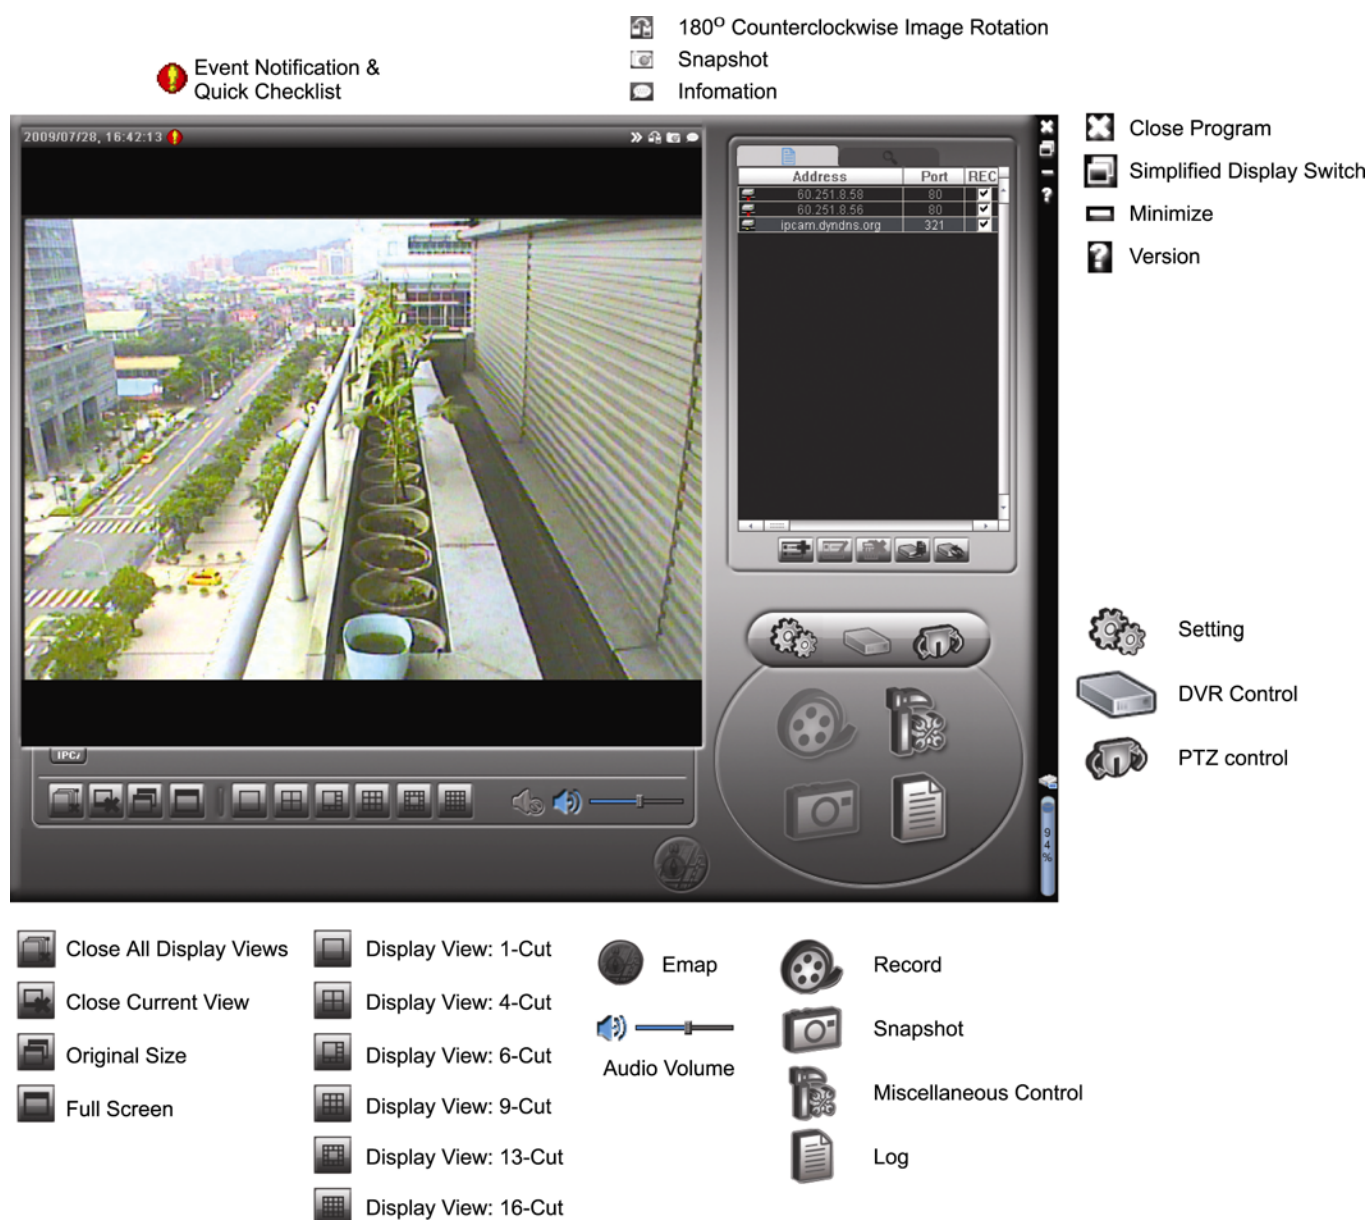 180° Counterclockwise Image Rotation
Snapshot
Infomation
Event Notification &
Quick Checklist
2009/07/28, 16:42:13
Address Port REC
60.251.8.58 80
60.251.8.56 80
ipcam.dyndns.org 321
Close Program
Simplified Display Switch
Minimize
Version
Setting
DVR Control
PTZ control
94%
Close All Display Views
Close Current View
Original Size
Full Screen
Display View: 1-Cut
Display View: 4-Cut
Display View: 6-Cut
Display View: 9-Cut
Display View: 13-Cut
Display View: 16-Cut
Emap
Audio Volume
Record
Snapshot
Miscellaneous Control
Log